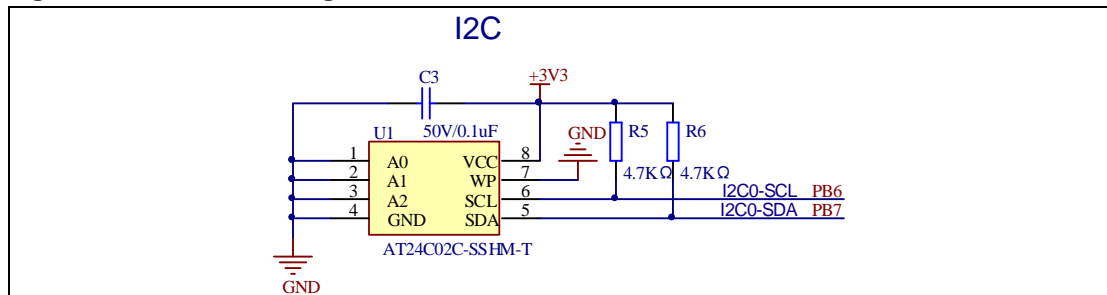 I2C
+3V3
C3
50V/0.1uF
U1
GND
R5
R6
4.7KΩ
4.7KΩ
1 A0 VCC 8
2 A1 WP 7
3 A2 SCL 6
4 GND SDA 5
I2C0-SCL PB6
I2C0-SDA PB7
AT24C02C-SSHM-T
GND